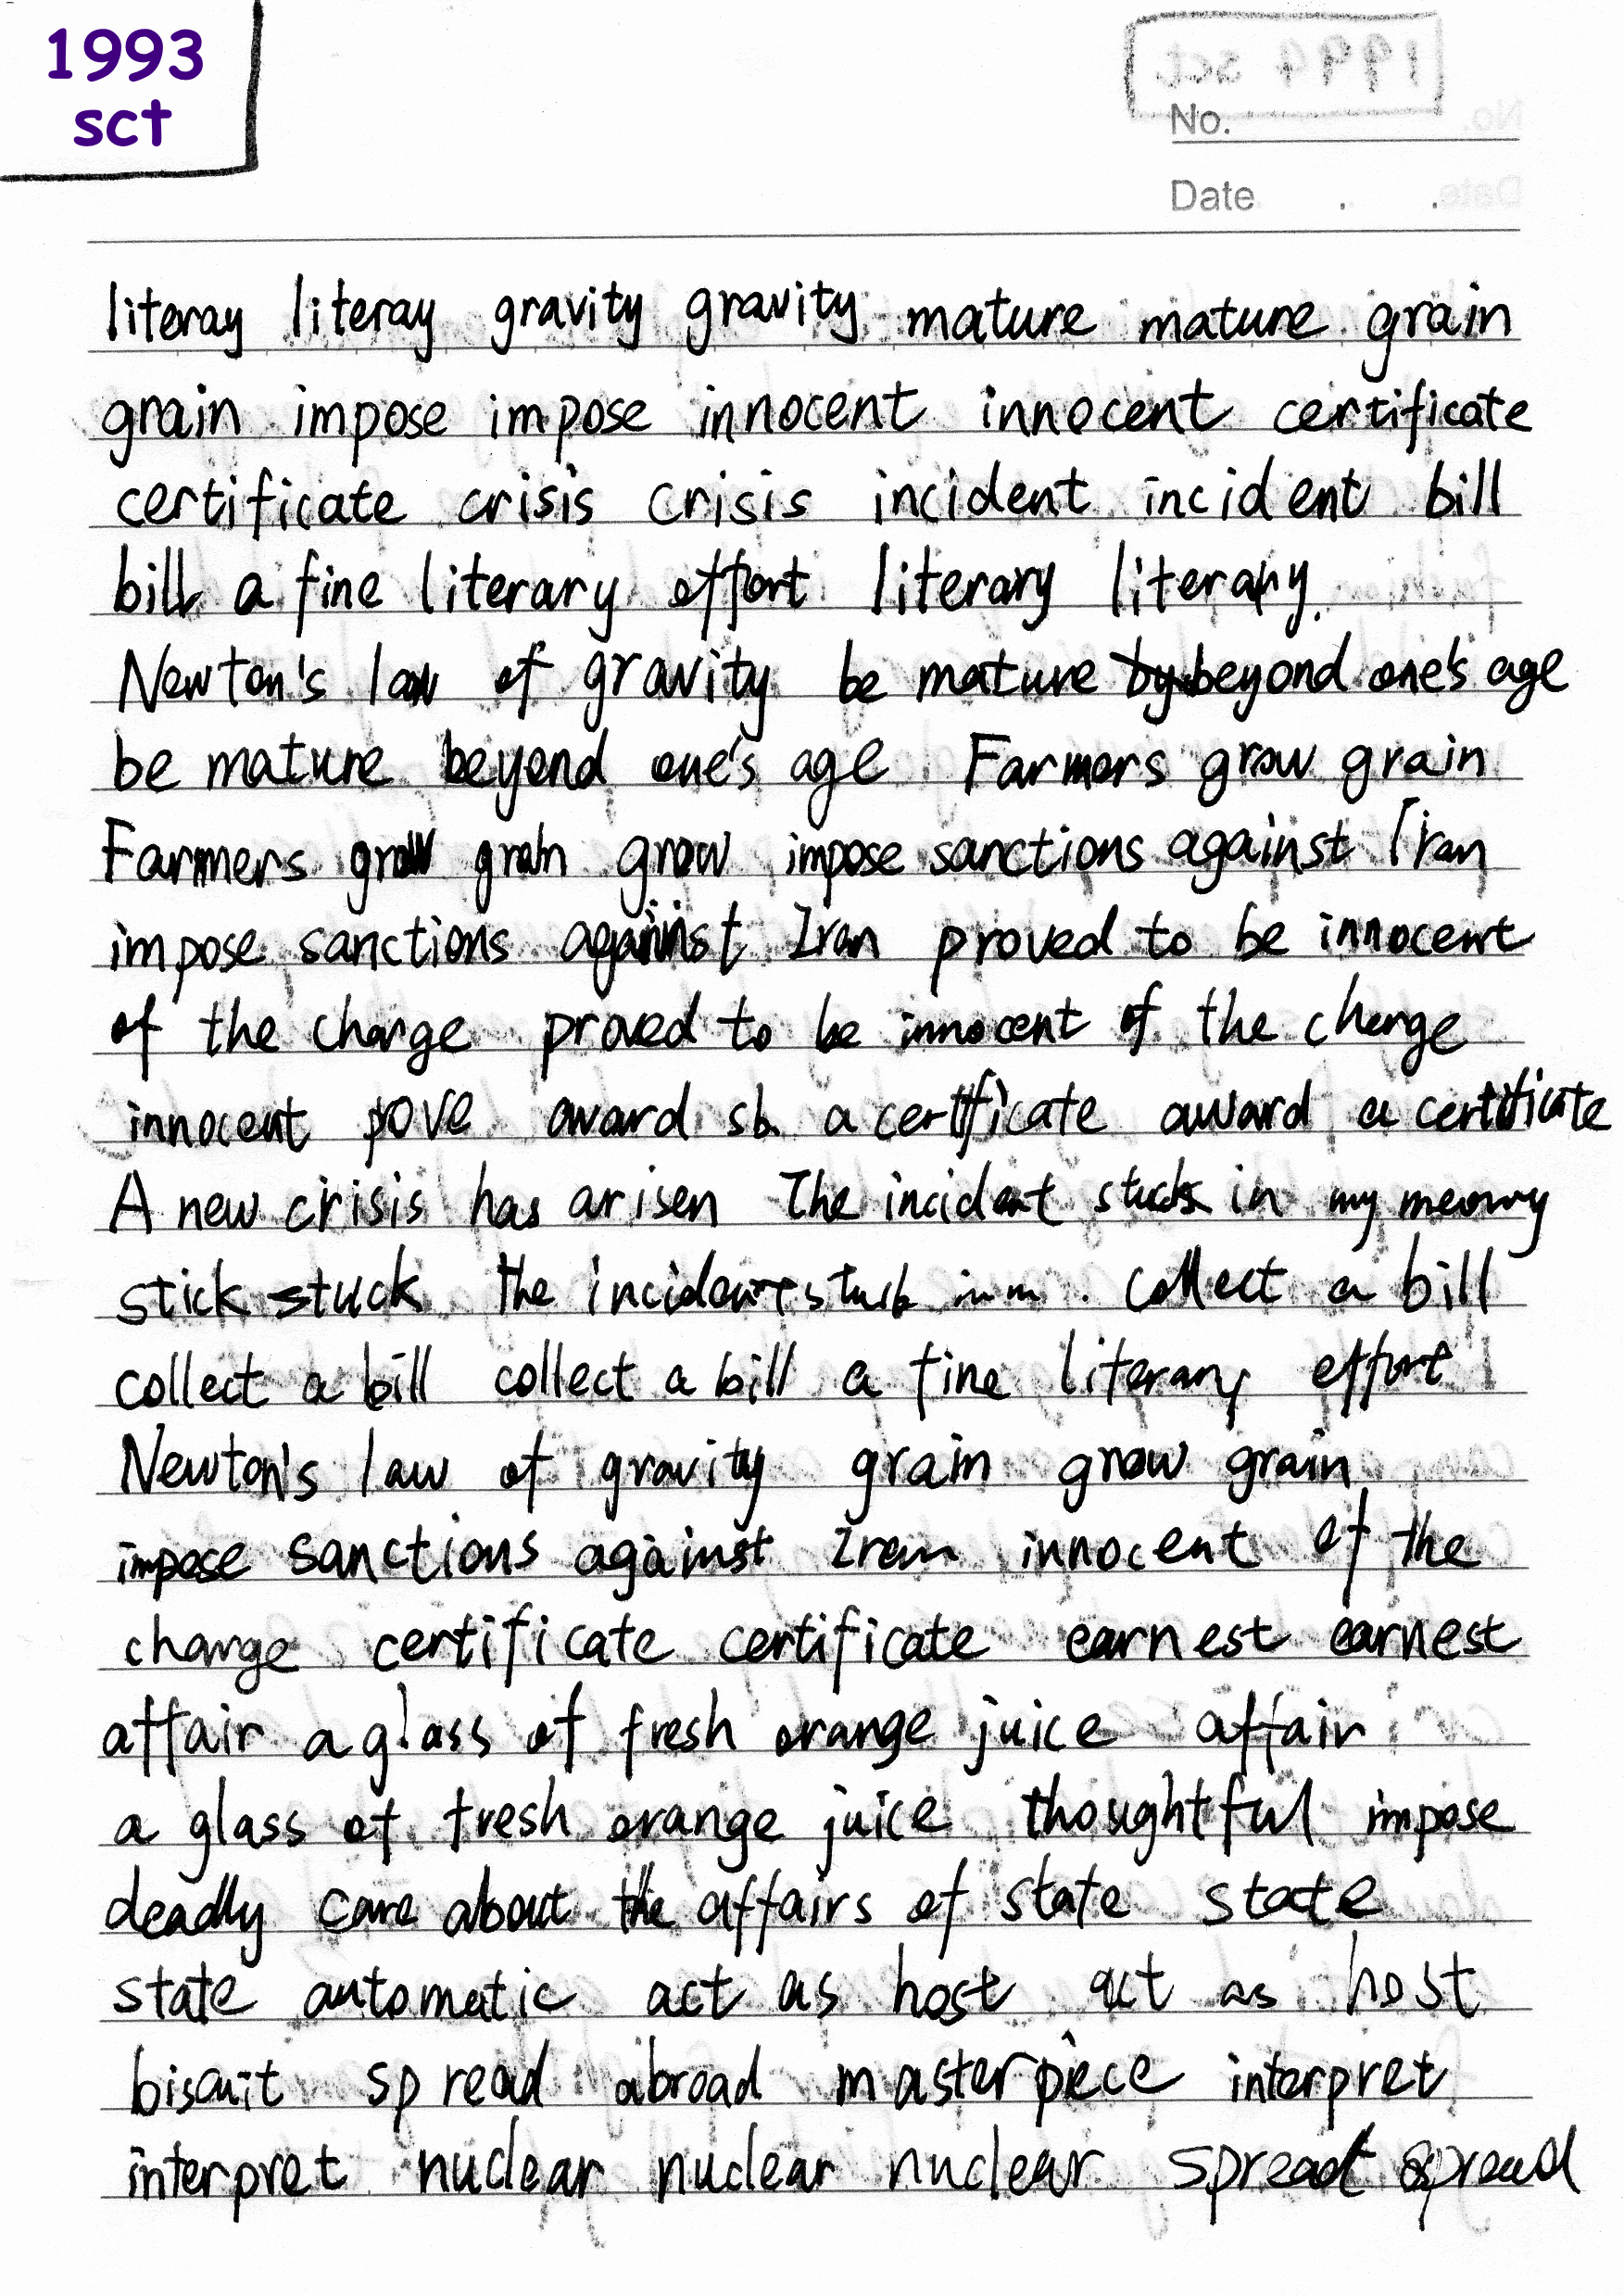 1993
sct
No.
Date . .
literay literay gravity gravity mature mature grain
grain impose impose innocent innocent certificate
certificate crisis crisis incident incident bill
bill a fine literary effort literary literary.
Newton's law of gravity be mature by beyond one's age
be mature beyond one's age Farmers grow grain
Farmers grow grain grow impose sanctions against Iran
impose sanctions against Iran proved to be innocent
of the charge proved to be innocent of the charge
innocent pove award sb. a certificate award a certificate
A new crisis has arisen The incident stuck in my
stick stuck the stuck collect a bill
collect a bill collect a bill a fine literary effort
Newton's law of gravity grain grow grain
impose sanctions against Iran innocent of the
charge certificate certificate earnest earnest
affair a glass of fresh orange juice affair
a glass of fresh orange juice thoughtful impose
deadly care about the affairs of state state
state automatic act as host act as host
biscuit spread abroad masterpiece interpret
interpret nuclear nuclear nuclear spread spread